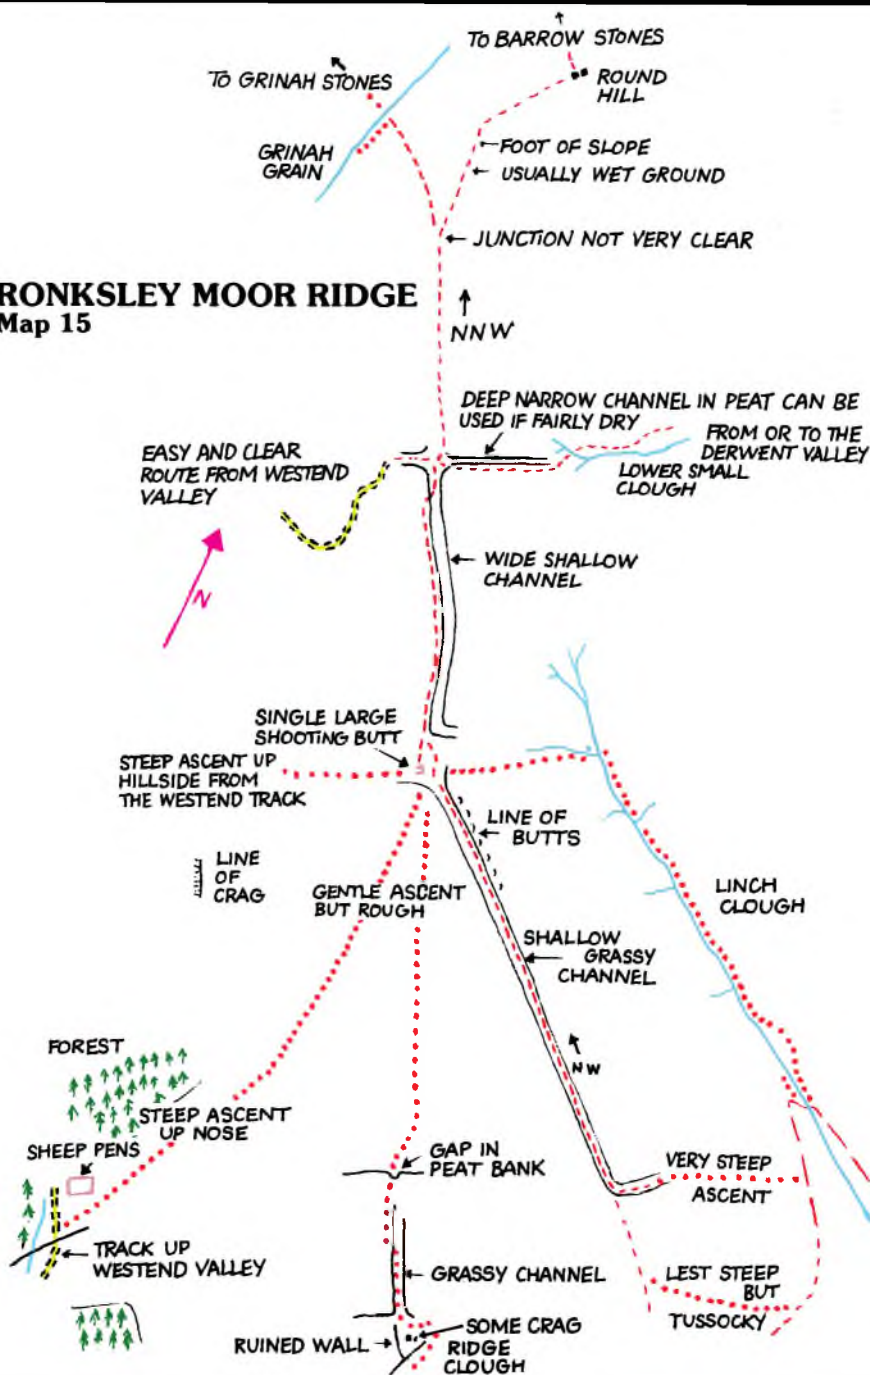 TO BARROW STONES
TO GRINAH STONES
ROUND
HILL
GRINAH
GRAIN
FOOT OF SLOPE
USUALLY WET GROUND
JUNCTION NOT VERY CLEAR
RONKSLEY MOOR RIDGE
Map 15
NNW
DEEP NARROW CHANNEL IN PEAT CAN BE
USED IF FAIRLY DRY
FROM OR TO THE
DERWENT VALLEY
LOWER SMALL
CLOUGH
EASY AND CLEAR
ROUTE FROM WESTEND
VALLEY
N
WIDE SHALLOW
CHANNEL
SINGLE LARGE
SHOOTING BUTT
STEEP ASCENT UP
HILLSIDE FROM
THE WESTEND TRACK
LINE OF
BUTTS
LINE
OF
CRAG
GENTLE ASCENT
BUT ROUGH
LINCH
CLOUGH
SHALLOW
GRASSY
CHANNEL
NW
FOREST
STEEP ASCENT
UP NOSE
SHEEP PENS
GAP IN
PEAT BANK
VERY STEEP
ASCENT
TRACK UP
WESTEND VALLEY
GRASSY CHANNEL
LEST STEEP
BUT
TUSSOCKY
RUINED WALL
SOME CRAG
RIDGE
CLOUGH